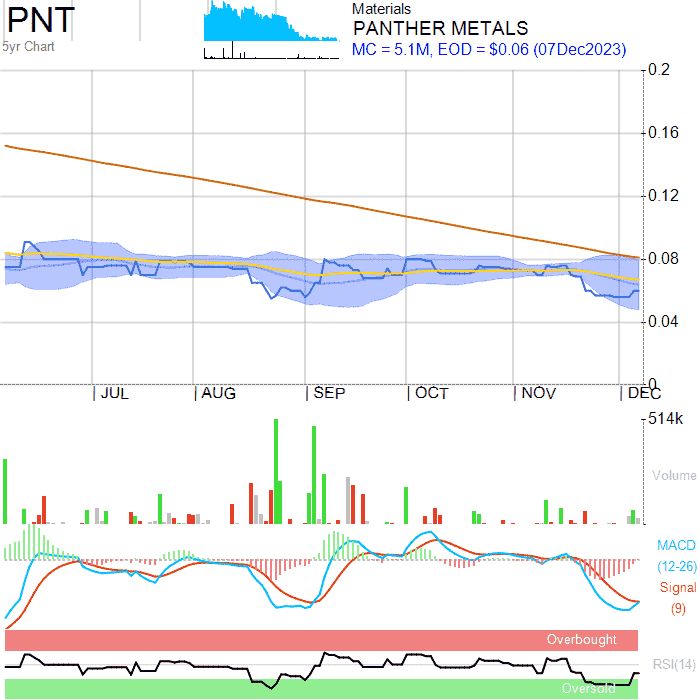 PNT
5yr Chart
Materials
PANTHER METALS
MC = 5.1M, EOD = $0.06 (07Dec2023)
0.2
0.16
0.12
0.08
0.04
0
JUL AUG SEP OCT NOV DEC
514k
Volume
MACD
(12-26)
Signal
(9)
Overbought
RSI(14)
Oversold